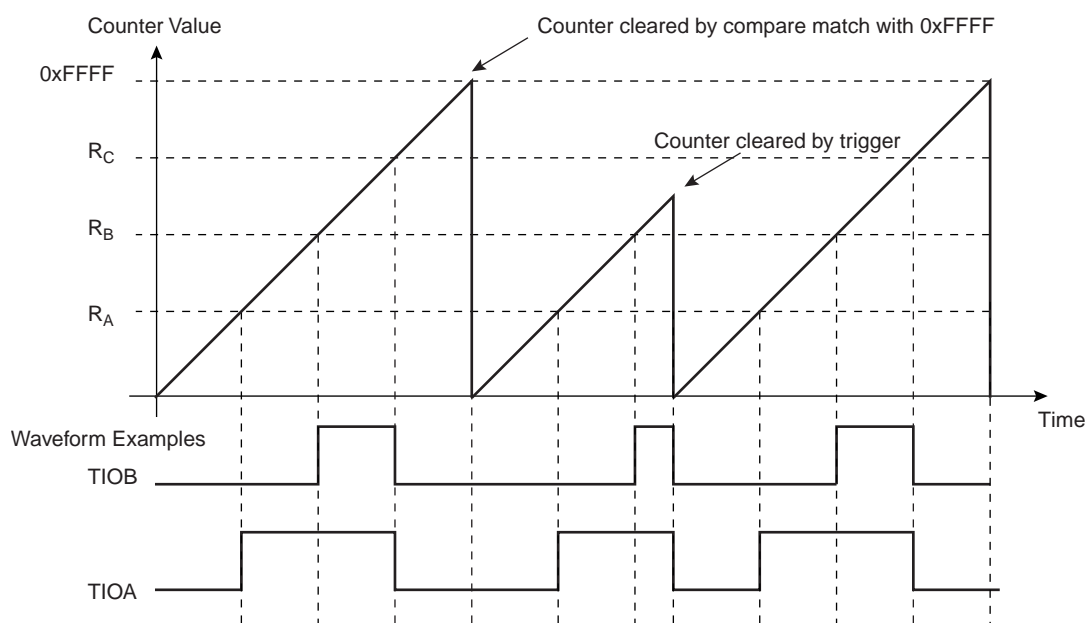 Counter Value
Counter cleared by compare match with 0xFFFF
0xFFFF
Counter cleared by trigger
RC
RB
RA
Time
Waveform Examples
TIOB
TIOA